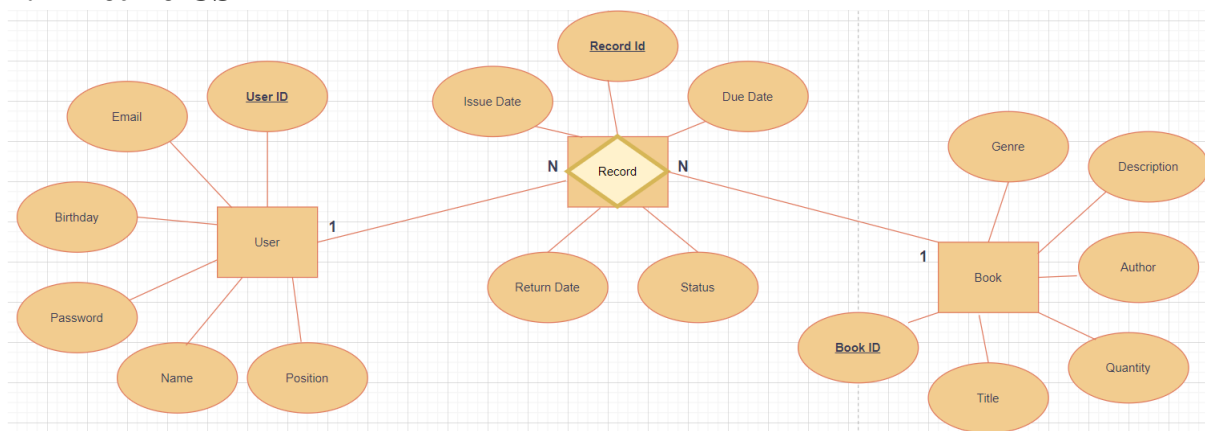 Record Id
User ID
Issue Date
Due Date
Email
Genre
Description
N
Record
N
Birthday
1
User
1
Book
Author
Return Date
Status
Password
Book ID
Quantity
Name
Position
Title